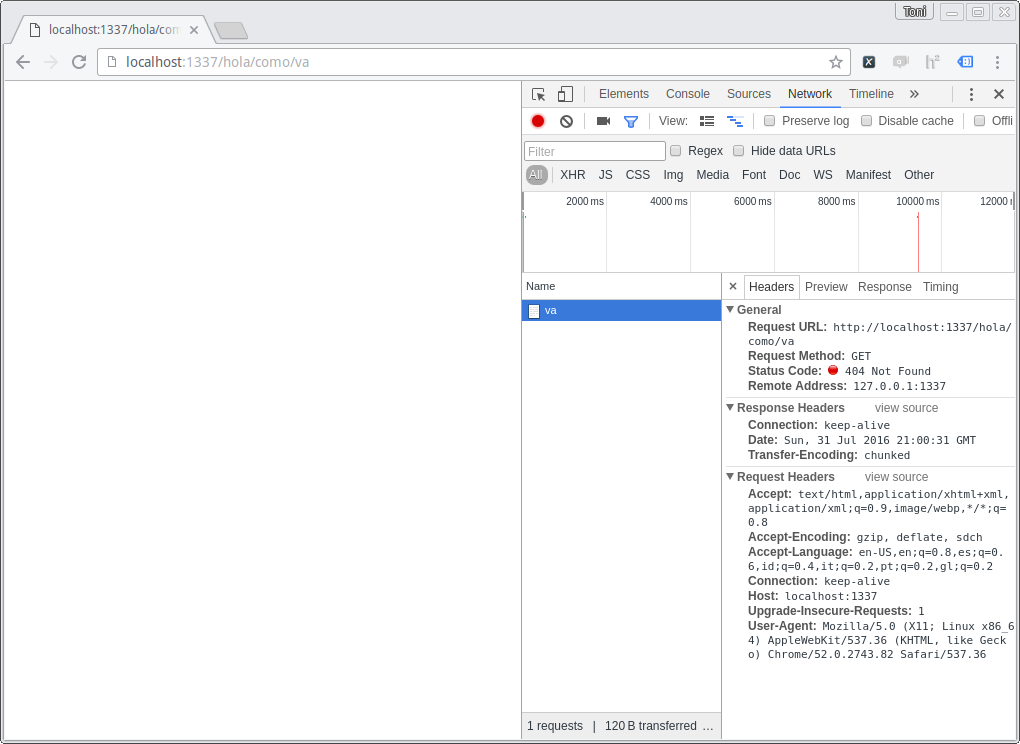 Toni
localhost:1337/hola/com
localhost:1337/hola/como/va
Elements Console Sources Network Timeline »
View: Preserve log Disable cache Offli
Filter Regex Hide data URLs
All XHR JS CSS Img Media Font Doc WS Manifest Other
2000 ms 4000 ms 6000 ms 8000 ms 10000 ms 12000
Name
va
1 requests | 120 B transferred …
× Headers Preview Response Timing
General
Request URL: http://localhost:1337/hola/
como/va
Request Method: GET
Status Code: 404 Not Found
Remote Address: 127.0.0.1:1337
Response Headers view source
Connection: keep-alive
Date: Sun, 31 Jul 2016 21:00:31 GMT
Transfer-Encoding: chunked
Request Headers view source
Accept: text/html,application/xhtml+xml,
application/xml;q=0.9,image/webp,*/*;q=
0.8
Accept-Encoding: gzip, deflate, sdch
Accept-Language: en-US,en;q=0.8,es;q=0.
6,id;q=0.4,it;q=0.2,pt;q=0.2,gl;q=0.2
Connection: keep-alive
Host: localhost:1337
Upgrade-Insecure-Requests: 1
User-Agent: Mozilla/5.0 (X11; Linux x86_6
4) AppleWebKit/537.36 (KHTML, like Geck
o) Chrome/52.0.2743.82 Safari/537.36